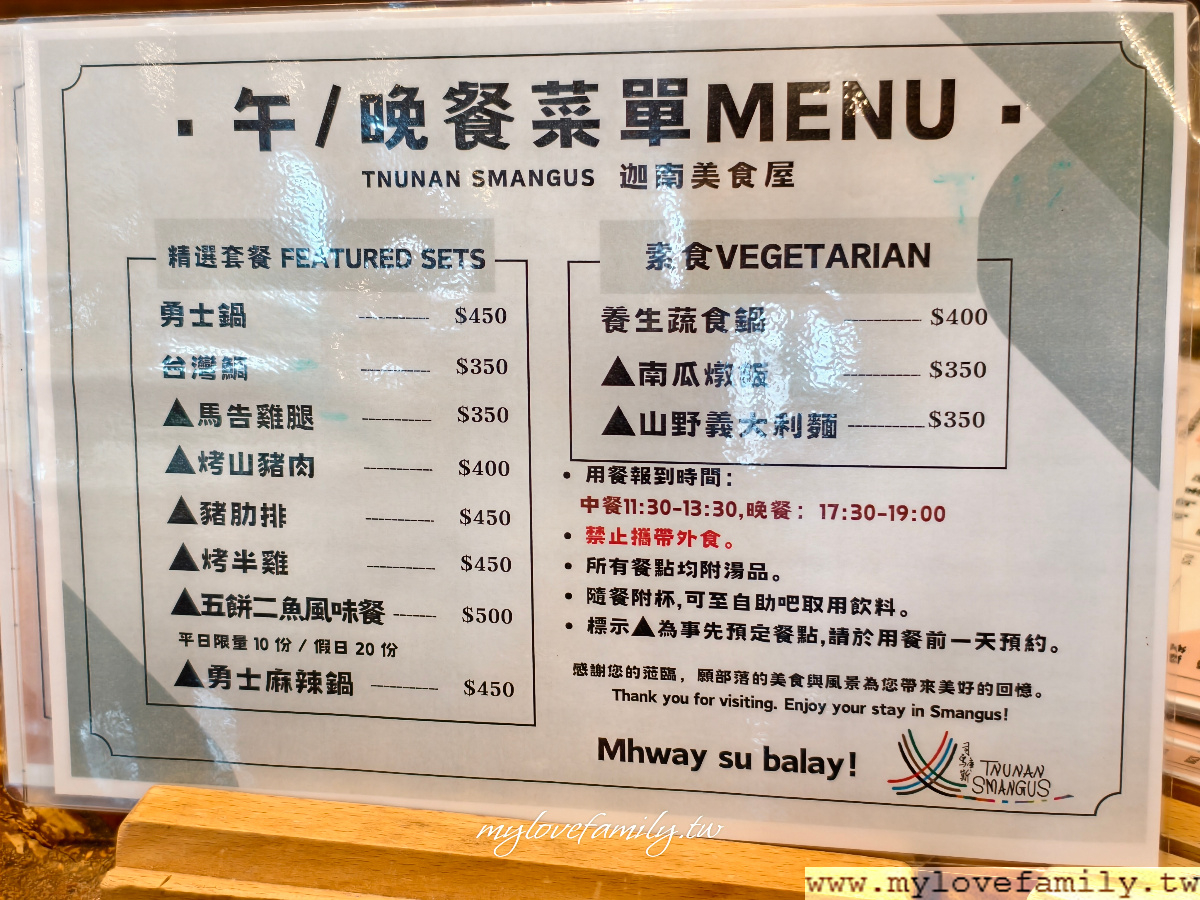 · 午/晚餐菜單MENU ·
TNUNAN SMANGUS 迦南美食屋
精選套餐 FEATURED SETS
勇士鍋 ---------- $450
台灣鯛 ---------- $350
▲馬告雞腿 ---------- $350
▲烤山豬肉 ---------- $400
▲豬肋排 ---------- $450
▲烤半雞 ---------- $450
▲五餅二魚風味餐 ------ $500
平日限量 10 份 / 假日 20 份
▲勇士麻辣鍋 ---------- $450
素食VEGETARIAN
養生蔬食鍋 ---------- $400
▲南瓜燉飯 ---------- $350
▲山野義大利麵 ---------- $350
• 用餐報到時間：
中餐11:30-13:30,晚餐：17:30-19:00
• 禁止攜帶外食。
• 所有餐點均附湯品。
• 隨餐附杯,可至自助吧取用飲料。
• 標示▲為事先預定餐點,請於用餐前一天預約。
感謝您的蒞臨，願部落的美食與風景為您帶來美好的回憶。
Thank you for visiting. Enjoy your stay in Smangus!
Mhway su balay!
司馬庫斯
TNUNAN
SMANGUS
mylovefamily.tw
www.mylovefamily.tw